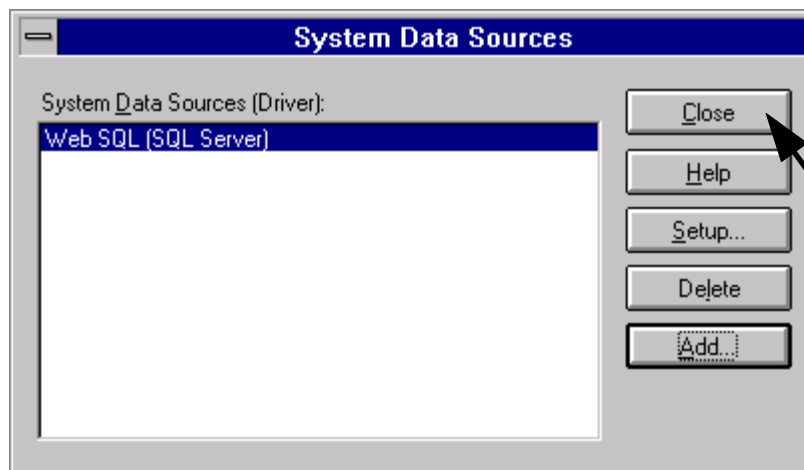 System Data Sources
System Data Sources (Driver):
Web SQL (SQL Server)
Close
Help
Setup...
Delete
Add...